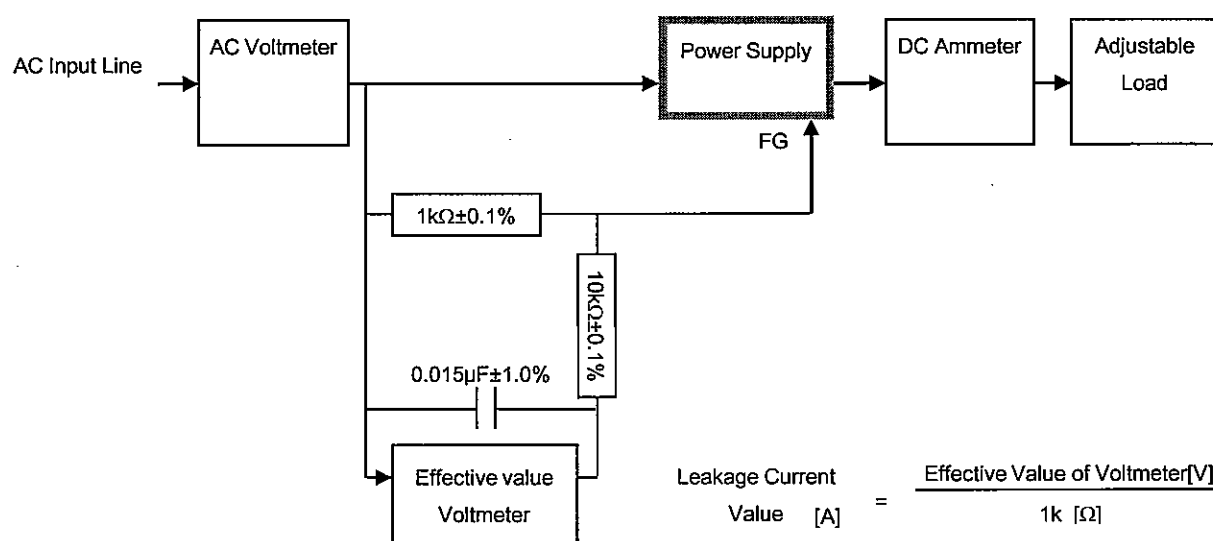 AC Input Line
AC Voltmeter
Power Supply
DC Ammeter
Adjustable
Load
FG
1kΩ±0.1%
10kΩ±0.1%
0.015μF±1.0%
Effective value
Voltmeter
Leakage Current
Value [A]
=
Effective Value of Voltmeter[V]
1k [Ω]